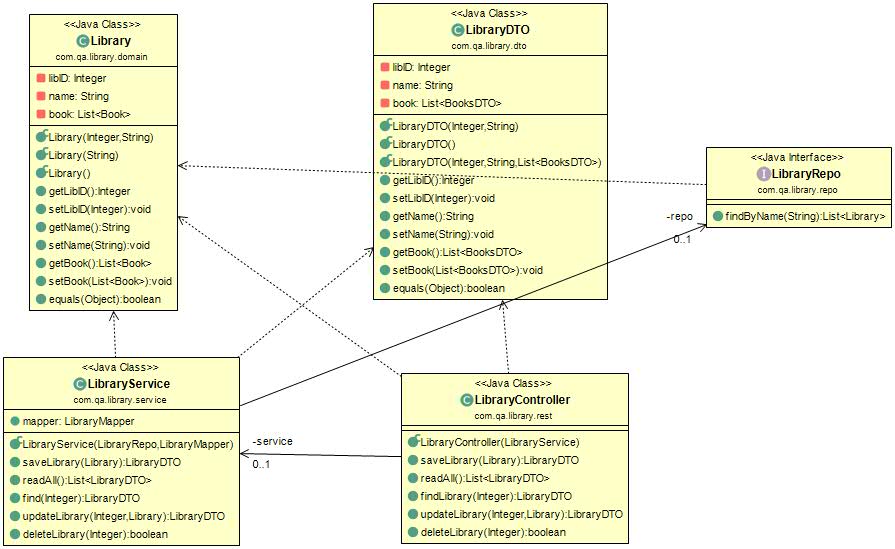 <<Java Class>>
Library
com.qa.library.domain
libID: Integer
name: String
book: List<Book>
Library(Integer,String)
Library(String)
Library()
getLibID():Integer
setLibID(Integer):void
getName():String
setName(String):void
getBook():List<Book>
setBook(List<Book>):void
equals(Object):boolean
<<Java Class>>
LibraryDTO
com.qa.library.dto
libID: Integer
name: String
book: List<BooksDTO>
LibraryDTO(Integer,String)
LibraryDTO()
LibraryDTO(Integer,String,List<BooksDTO>)
getLibID():Integer
setLibID(Integer):void
getName():String
setName(String):void
getBook():List<BooksDTO>
setBook(List<BooksDTO>):void
equals(Object):boolean
<<Java Interface>>
LibraryRepo
com.qa.library.repo
findByName(String):List<Library>
-repo
0..1
<<Java Class>>
LibraryService
com.qa.library.service
mapper: LibraryMapper
LibraryService(LibraryRepo,LibraryMapper)
saveLibrary(Library):LibraryDTO
readAll():List<LibraryDTO>
find(Integer):LibraryDTO
updateLibrary(Integer,Library):LibraryDTO
deleteLibrary(Integer):boolean
-service
0..1
<<Java Class>>
LibraryController
com.qa.library.rest
LibraryController(LibraryService)
saveLibrary(Library):LibraryDTO
readAll():List<LibraryDTO>
findLibrary(Integer):LibraryDTO
updateLibrary(Integer,Library):LibraryDTO
deleteLibrary(Integer):boolean